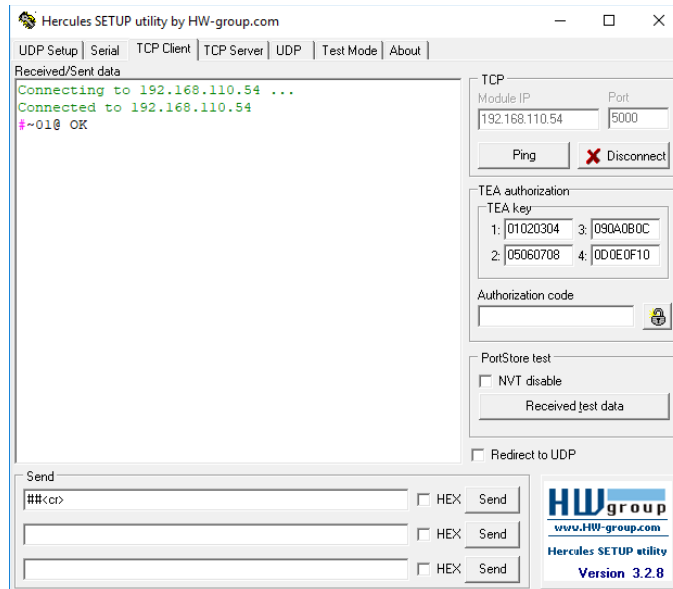 Hercules SETUP utility by HW-group.com
UDP Setup Serial TCP Client TCP Server UDP Test Mode About
Received/Sent data
Connecting to 192.168.110.54 ...
Connected to 192.168.110.54
#~01@ OK
TCP
Module IP Port
192.168.110.54 5000
Ping Disconnect
TEA authorization
TEA key
1: 01020304 3: 090A0B0C
2: 05060708 4: 0D0E0F10
Authorization code
PortStore test
NVT disable
Received test data
Redirect to UDP
Send
##<cr> HEX Send
HEX Send
HEX Send
HW group
www.HW-group.com
Hercules SETUP utility
Version 3.2.8